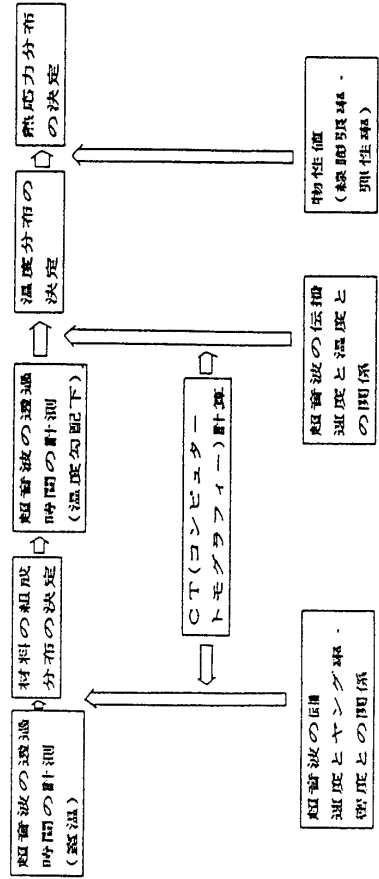 超音波の透過
時間の計測
(室温)
材料の組成
分布の決定
超音波の透過
時間の計測
(温度勾配下)
温度分布の
決定
熱応力分布
の決定
CT(コンピュター
トモグラフィー)計算
超音波の伝播
速度とヤング率・
密度との関係
超音波の伝播
速度と温度と
の関係
物性値
(線膨張率・
弾性率)